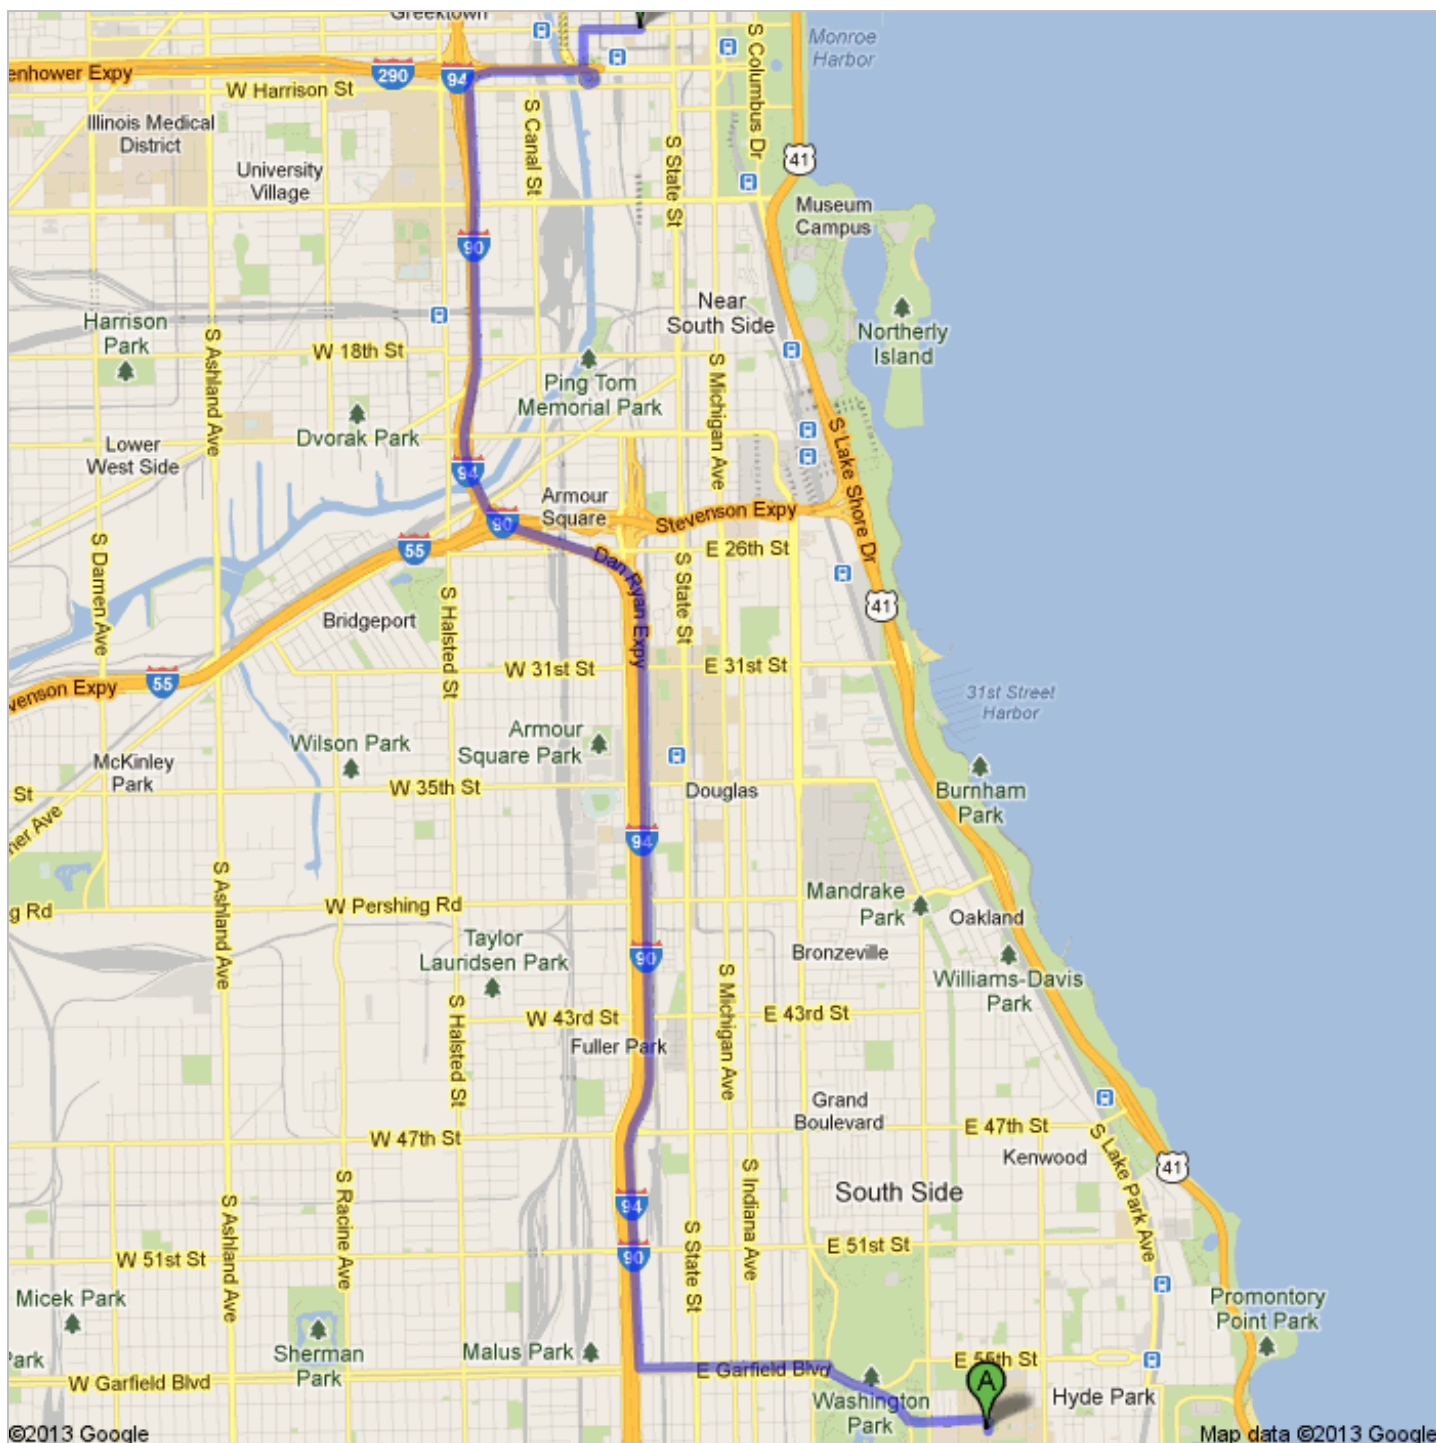 Greektown
Monroe
Harbor
S Columbus Dr
enhower Expy
290
94
W Harrison St
S Canal St
Illinois Medical
District
S State St
41
University
Village
Museum
Campus
90
Near
South Side
Harrison
Park
S Ashland Ave
W 18th St
Northerly
Island
S Michigan Ave
Ping Tom
Memorial Park
Dvorak Park
Lower
West Side
S Lake Shore Dr
94
Armour
Square
Stevenson Expy
90
S Damen Ave
55
E 26th St
Dan Ryan Expy
S State St
S Halsted St
Bridgeport
41
W 31st St
E 31st St
venson Expy
55
31st Street
Harbor
Armour
Square Park
Wilson Park
McKinley
Park
St
W 35th St
Douglas
Burnham
Park
ner Ave
94
S Ashland Ave
Mandrake
Park
g Rd
W Pershing Rd
Oakland
Taylor
Lauridsen Park
90
Bronzeville
Williams-Davis
Park
S Michigan Ave
S Halsted St
W 43rd St
E 43rd St
Fuller Park
Grand
Boulevard
W 47th St
E 47th St
S Lake Park Ave
Kenwood
41
S Racine Ave
S Indiana Ave
South Side
S Ashland Ave
94
S State St
W 51st St
90
E 51st St
Micek Park
Promontory
Point Park
Park
Sherman
Park
Malus Park
E 55th St
E Garfield Blvd
W Garfield Blvd
A
Washington
Park
Hyde Park
©2013 Google
Map data ©2013 Google